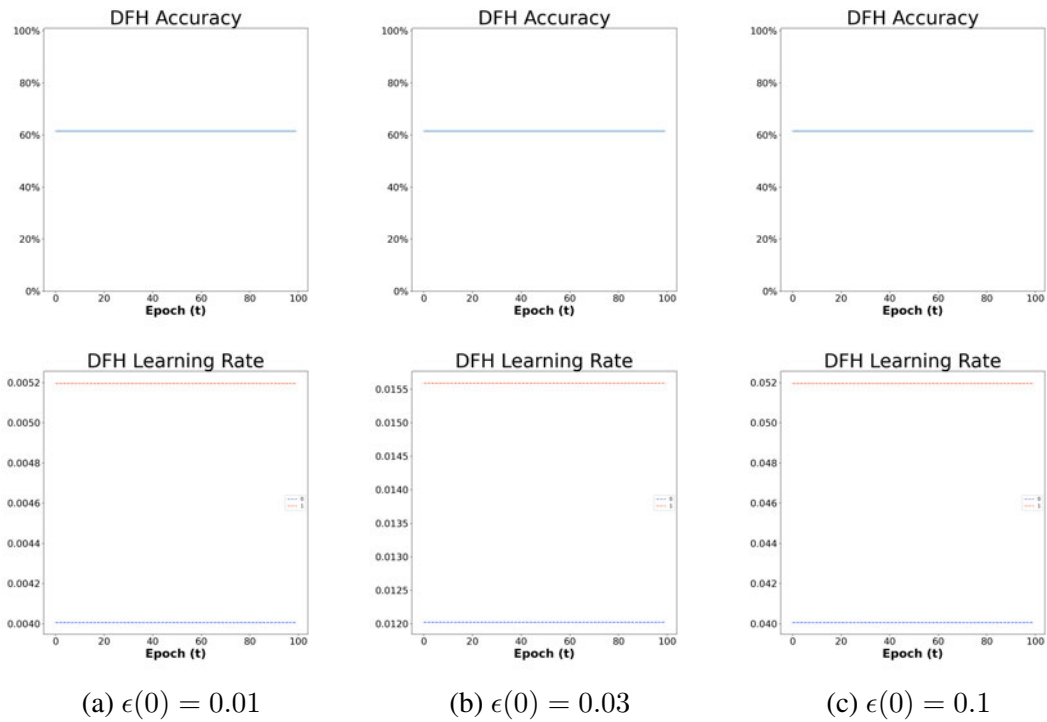 DFH Accuracy
100%
80%
60%
40%
20%
0%
0 20 40 60 80 100
Epoch (t)
DFH Accuracy
100%
80%
60%
40%
20%
0%
0 20 40 60 80 100
Epoch (t)
DFH Accuracy
100%
80%
60%
40%
20%
0%
0 20 40 60 80 100
Epoch (t)
DFH Learning Rate
0.0052
0.0050
0.0048
0.0046
0.0044
0.0042
0.0040
0
1
0 20 40 60 80 100
Epoch (t)
DFH Learning Rate
0.0155
0.0150
0.0145
0.0140
0.0135
0.0130
0.0125
0.0120
0
1
0 20 40 60 80 100
Epoch (t)
DFH Learning Rate
0.052
0.050
0.048
0.046
0.044
0.042
0.040
0
1
0 20 40 60 80 100
Epoch (t)
(a) ϵ(0) = 0.01
(b) ϵ(0) = 0.03
(c) ϵ(0) = 0.1